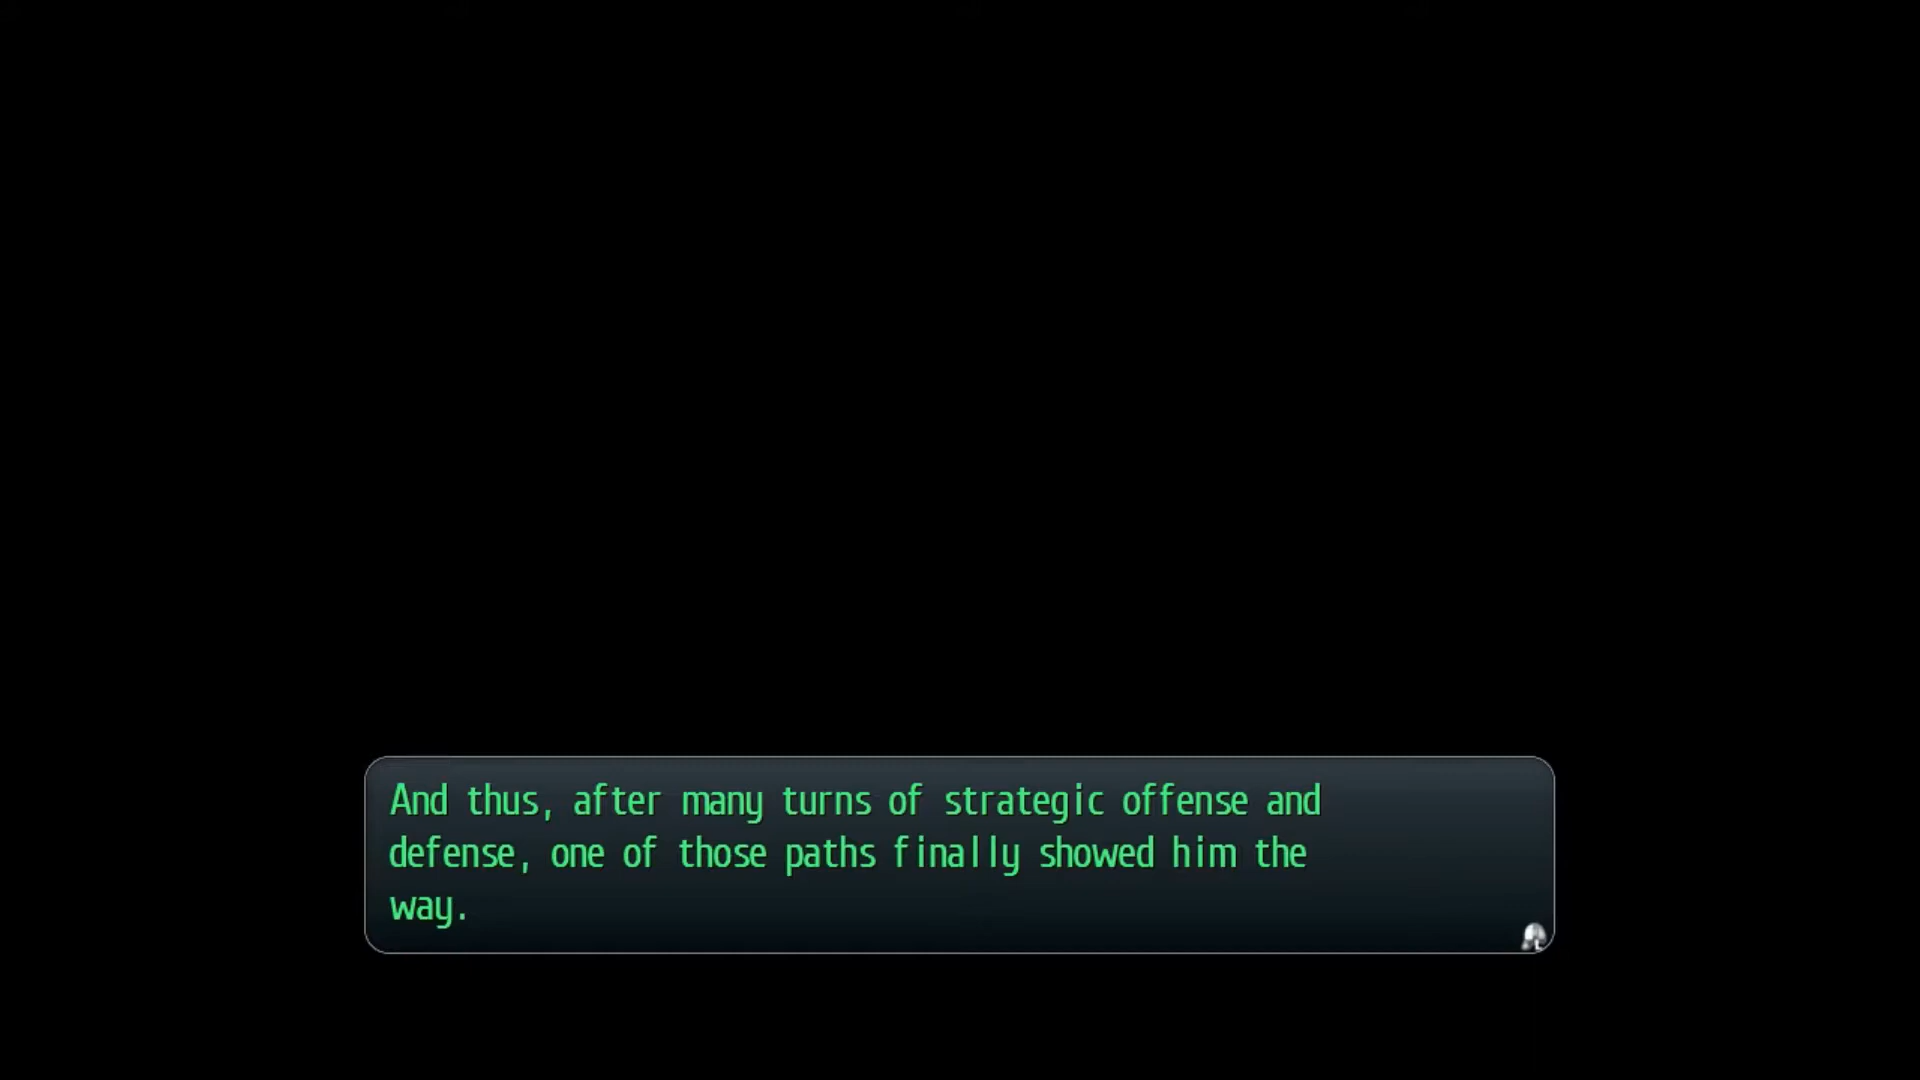 And thus, after many turns of strategic offense and
defense, one of those paths finally showed him the
way.